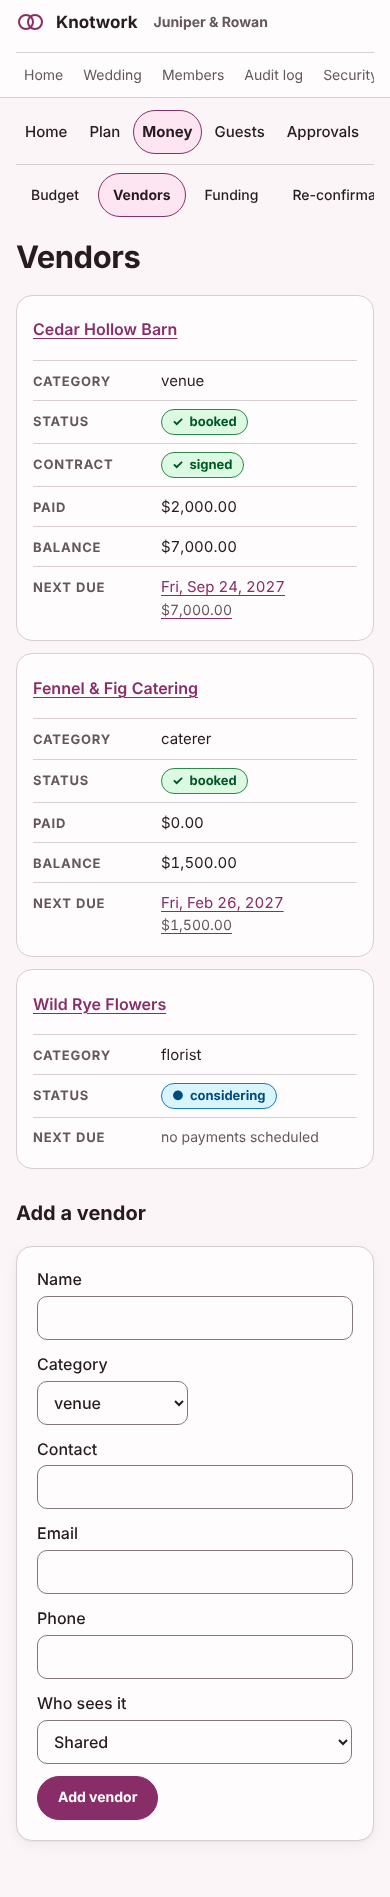 Knotwork Juniper & Rowan
Home Wedding Members Audit log Security
Home Plan Money Guests Approvals
Budget Vendors Funding Re-confirma
Vendors
Cedar Hollow Barn
CATEGORY venue
STATUS ✓ booked
CONTRACT ✓ signed
PAID $2,000.00
BALANCE $7,000.00
NEXT DUE Fri, Sep 24, 2027
$7,000.00
Fennel & Fig Catering
CATEGORY caterer
STATUS ✓ booked
PAID $0.00
BALANCE $1,500.00
NEXT DUE Fri, Feb 26, 2027
$1,500.00
Wild Rye Flowers
CATEGORY florist
STATUS ● considering
NEXT DUE no payments scheduled
Add a vendor
Name
Category
venue
Contact
Email
Phone
Who sees it
Shared
Add vendor